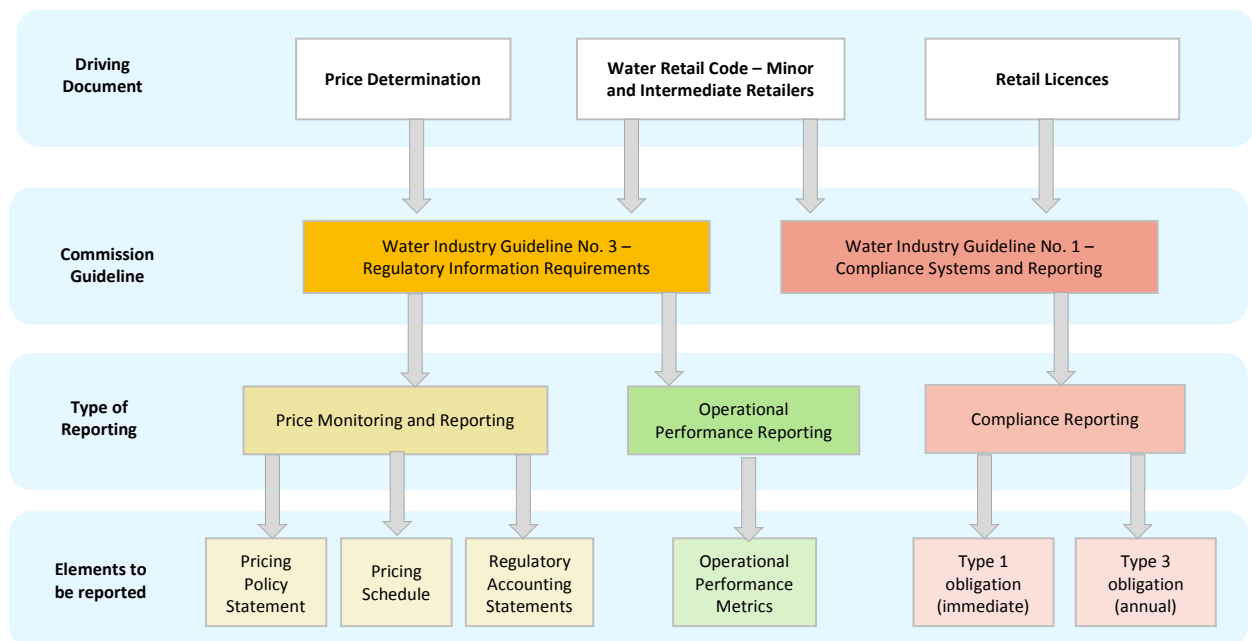 Driving
Document
Price Determination
Water Retail Code – Minor
and Intermediate Retailers
Retail Licences
Commission
Guideline
Water Industry Guideline No. 3 –
Regulatory Information Requirements
Water Industry Guideline No. 1 –
Compliance Systems and Reporting
Type of
Reporting
Price Monitoring and Reporting
Operational
Performance Reporting
Compliance Reporting
Elements to
be reported
Pricing
Policy
Statement
Pricing
Schedule
Regulatory
Accounting
Statements
Operational
Performance
Metrics
Type 1
obligation
(immediate)
Type 3
obligation
(annual)